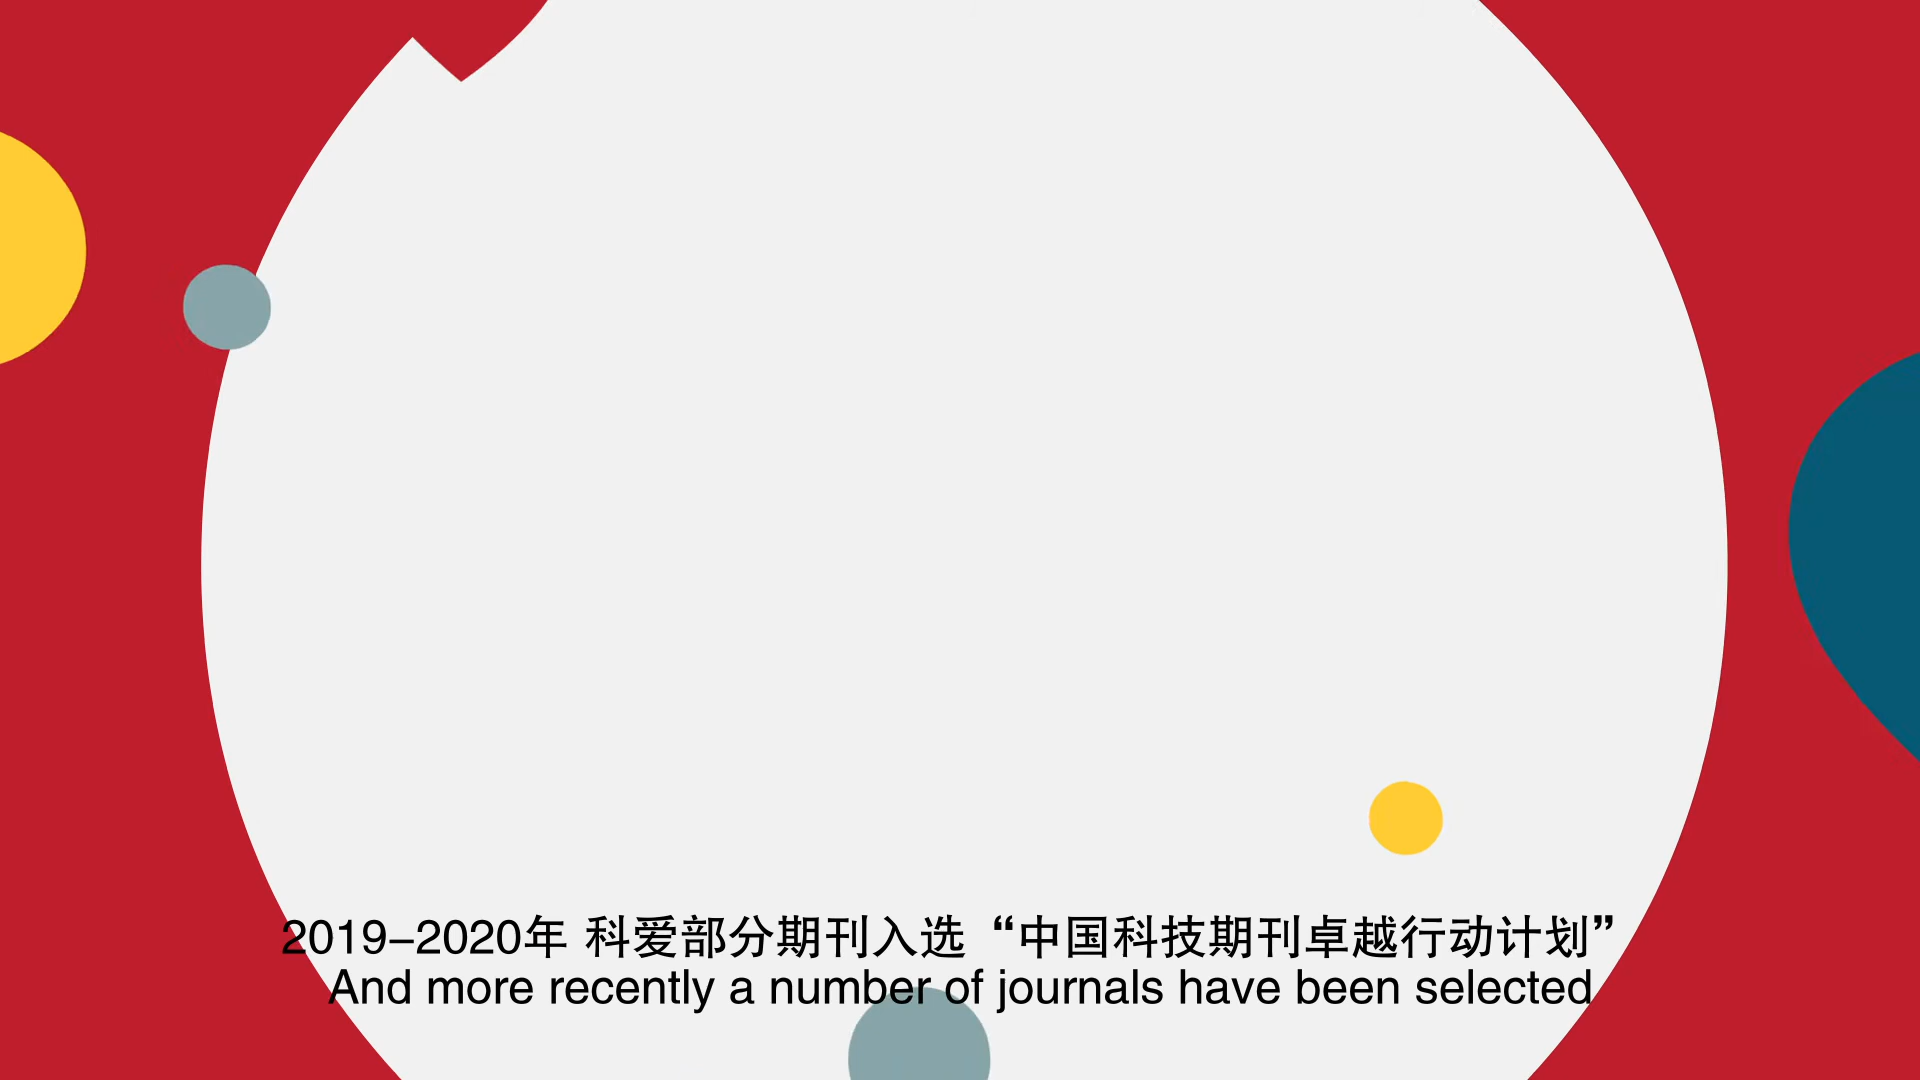 2019-2020年 科爱部分期刊入选“中国科技期刊卓越行动计划”
And more recently a number of journals have been selected